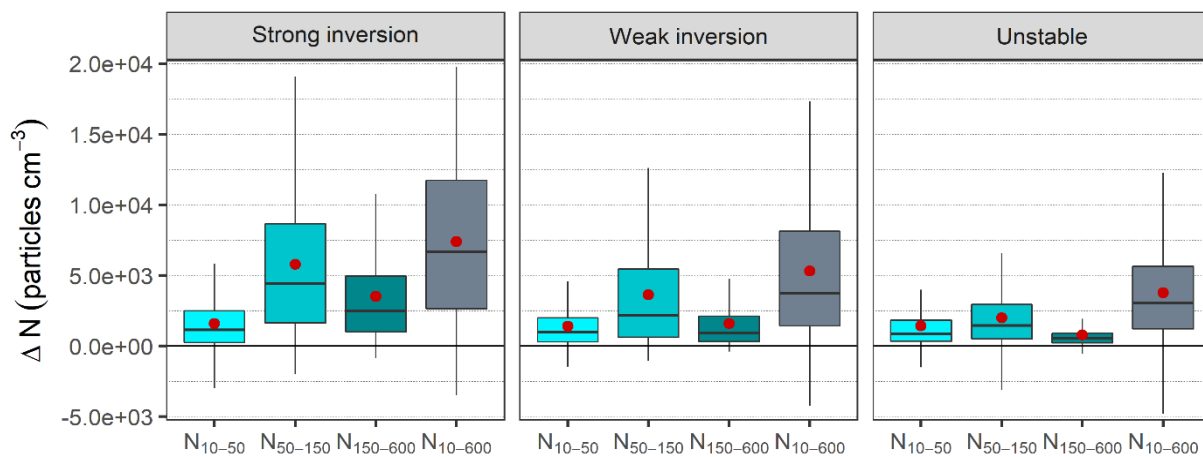 Strong inversion Weak inversion Unstable
Δ N (particles cm⁻³)
2.0e+04
1.5e+04
1.0e+04
5.0e+03
0.0e+00
-5.0e+03
N₁₀₋₅₀ N₅₀₋₁₅₀ N₁₅₀₋₆₀₀ N₁₀₋₆₀₀ N₁₀₋₅₀ N₅₀₋₁₅₀ N₁₅₀₋₆₀₀ N₁₀₋₆₀₀ N₁₀₋₅₀ N₅₀₋₁₅₀ N₁₅₀₋₆₀₀ N₁₀₋₆₀₀